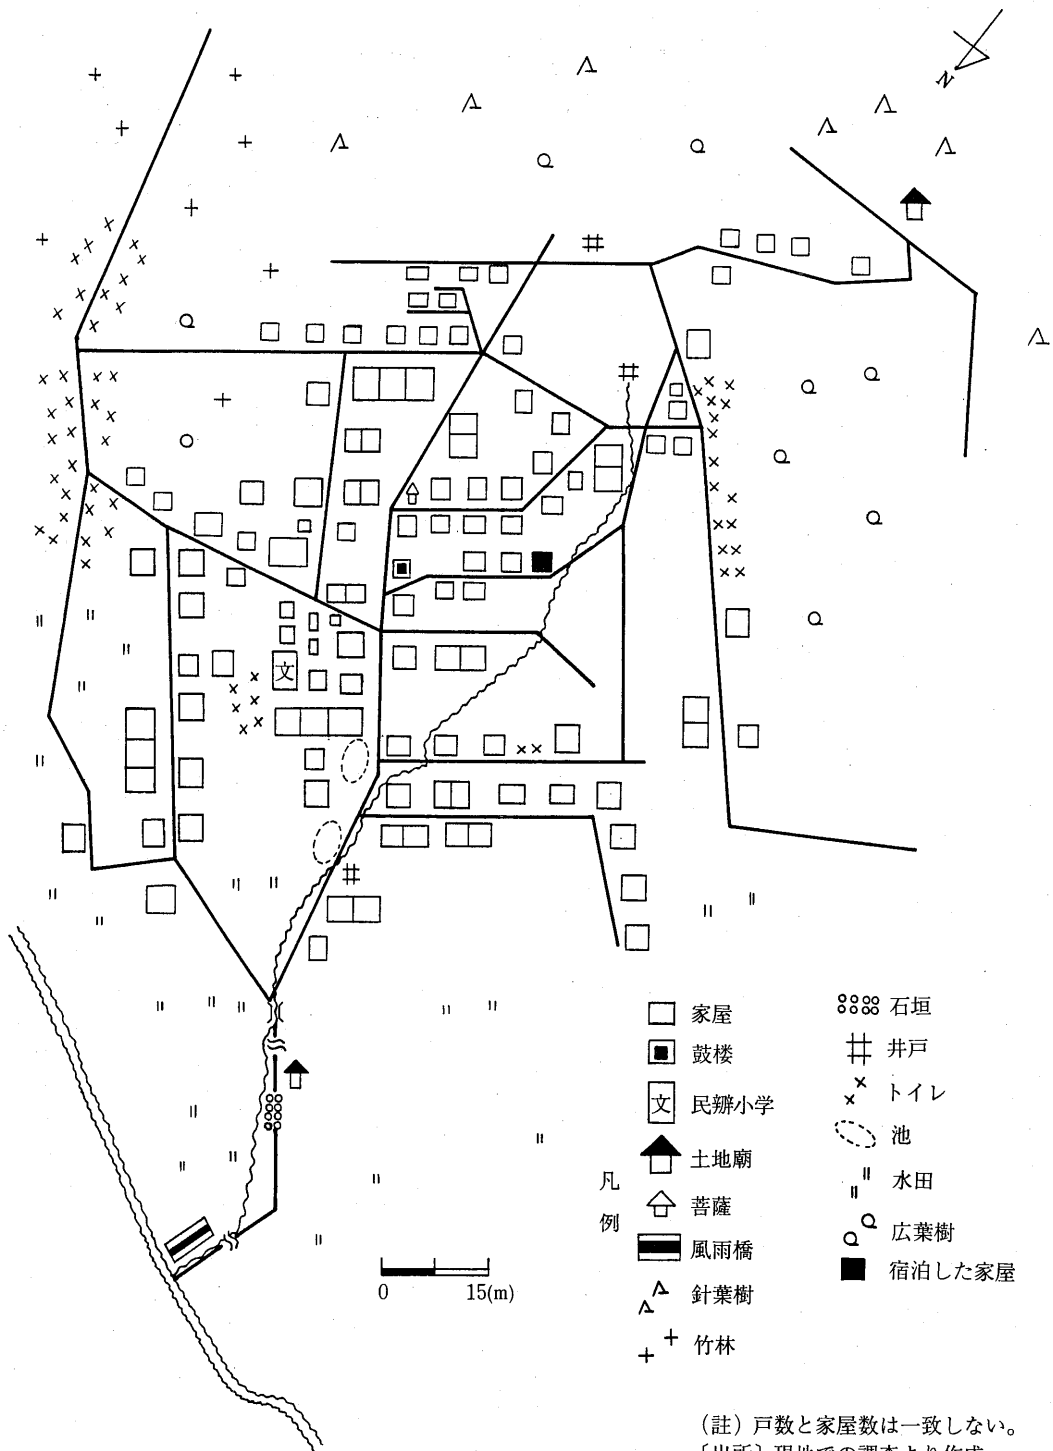 N
文
0 15(m)
凡例
家屋
鼓楼
文 民辦小学
土地廟
菩薩
風雨橋
針葉樹
竹林
石垣
井戸
トイレ
池
水田
広葉樹
宿泊した家屋
(註)戸数と家屋数は一致しない。